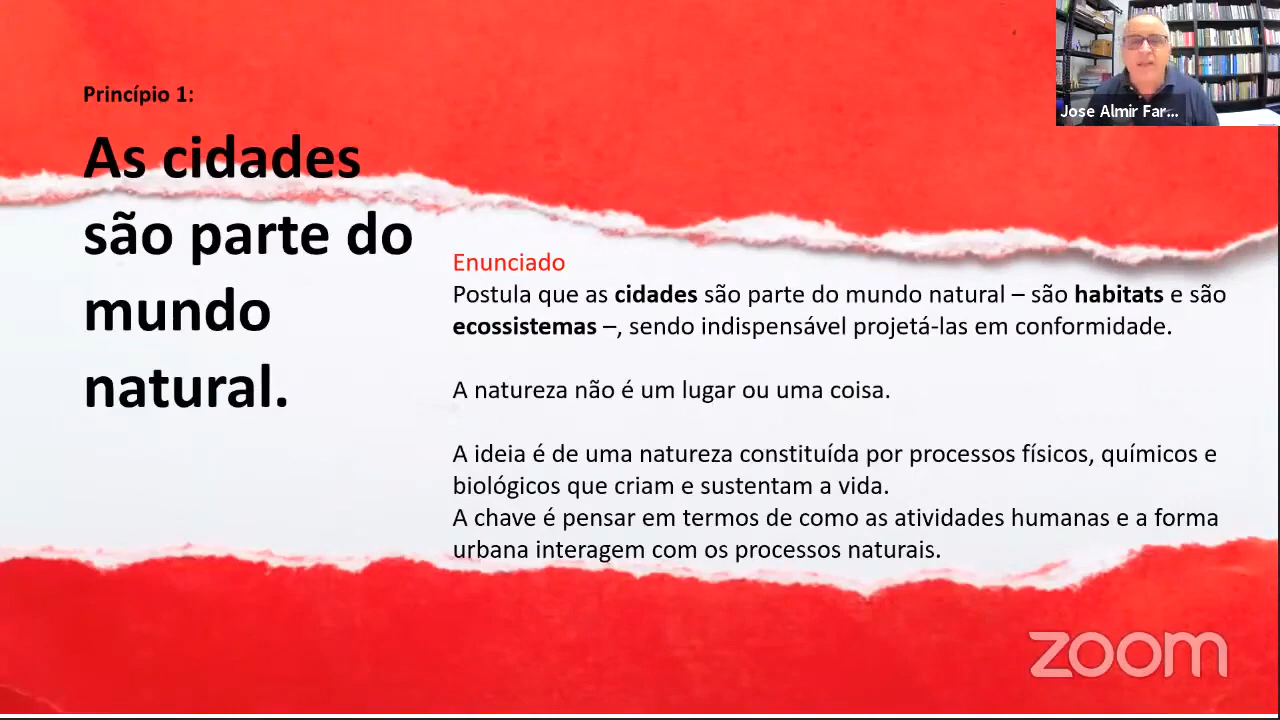 Princípio 1:
As cidades
são parte do
mundo
natural.
Enunciado
Postula que as cidades são parte do mundo natural – são habitats e são
ecossistemas –, sendo indispensável projetá-las em conformidade.
A natureza não é um lugar ou uma coisa.
A ideia é de uma natureza constituída por processos físicos, químicos e
biológicos que criam e sustentam a vida.
A chave é pensar em termos de como as atividades humanas e a forma
urbana interagem com os processos naturais.
Jose Almir Far...
zoom